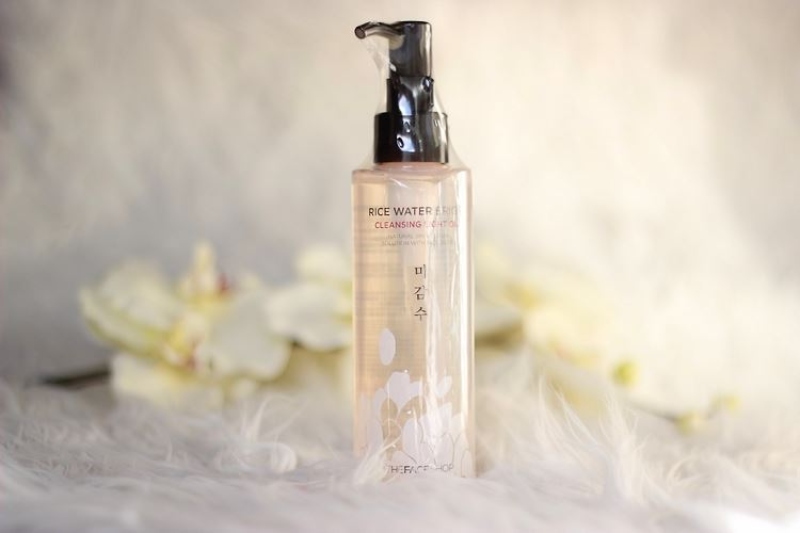 RICE WATER BRIGHT
CLEANSING LIGHT OIL
미
감
수
THEFACESHOP